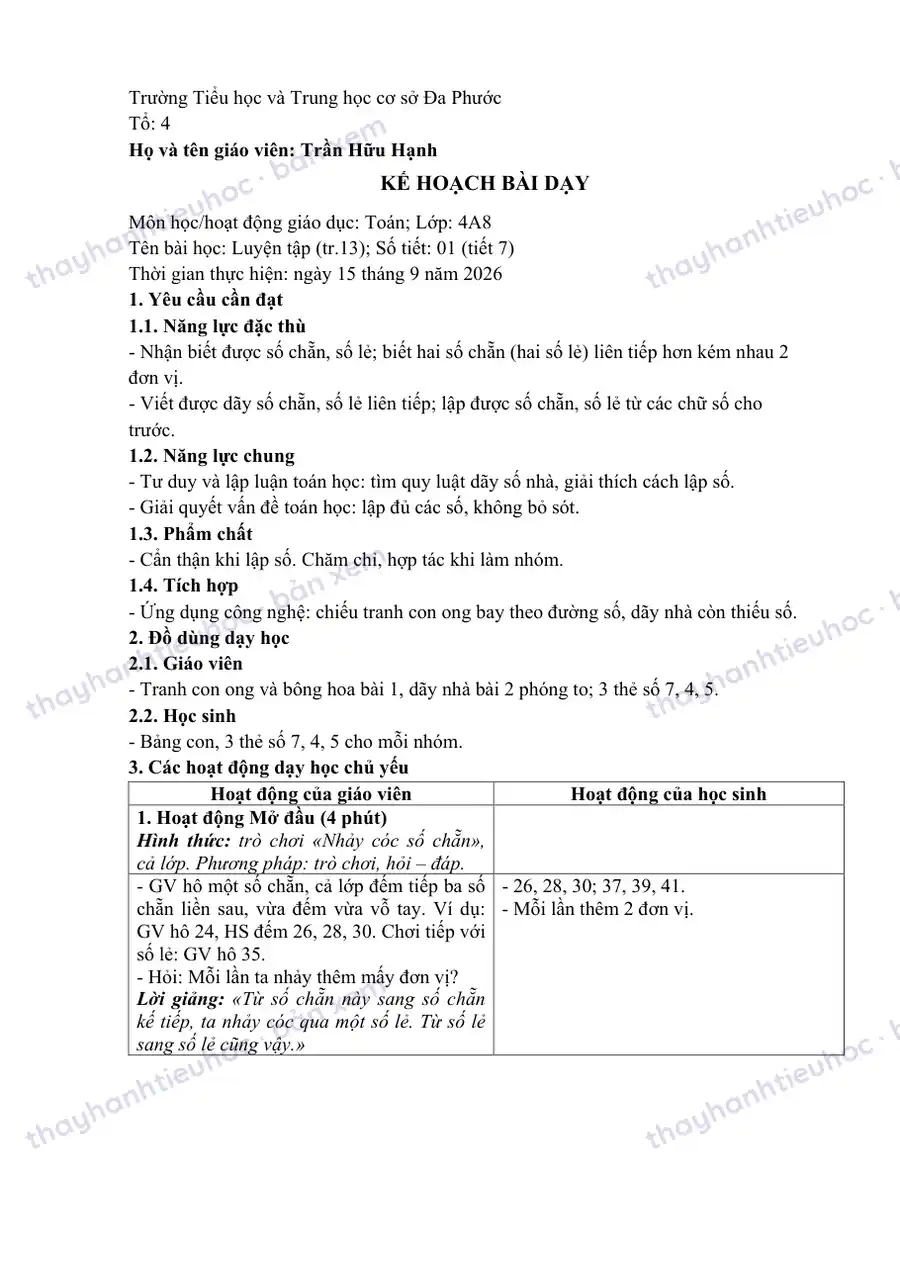 Trường Tiểu học và Trung học cơ sở Đa Phước
Tổ: 4
Họ và tên giáo viên: Trần Hữu Hạnh
KẾ HOẠCH BÀI DẠY
Môn học/hoạt động giáo dục: Toán; Lớp: 4A8
Tên bài học: Luyện tập (tr.13); Số tiết: 01 (tiết 7)
Thời gian thực hiện: ngày 15 tháng 9 năm 2026
1. Yêu cầu cần đạt
1.1. Năng lực đặc thù
- Nhận biết được số chẵn, số lẻ; biết hai số chẵn (hai số lẻ) liên tiếp hơn kém nhau 2
đơn vị.
- Viết được dãy số chẵn, số lẻ liên tiếp; lập được số chẵn, số lẻ từ các chữ số cho
trước.
1.2. Năng lực chung
- Tư duy và lập luận toán học: tìm quy luật dãy số nhà, giải thích cách lập số.
- Giải quyết vấn đề toán học: lập đủ các số, không bỏ sót.
1.3. Phẩm chất
- Cẩn thận khi lập số. Chăm chỉ, hợp tác khi làm nhóm.
1.4. Tích hợp
- Ứng dụng công nghệ: chiếu tranh con ong bay theo đường số, dãy nhà còn thiếu số.
2. Đồ dùng dạy học
2.1. Giáo viên
- Tranh con ong và bông hoa bài 1, dãy nhà bài 2 phóng to; 3 thẻ số 7, 4, 5.
2.2. Học sinh
- Bảng con, 3 thẻ số 7, 4, 5 cho mỗi nhóm.
3. Các hoạt động dạy học chủ yếu
Hoạt động của giáo viên
Hoạt động của học sinh
1. Hoạt động Mở đầu (4 phút)
Hình thức: trò chơi «Nhảy cóc số chẵn»,
cả lớp. Phương pháp: trò chơi, hỏi – đáp.
- GV hô một số chẵn, cả lớp đếm tiếp ba số
chẵn liền sau, vừa đếm vừa vỗ tay. Ví dụ:
GV hô 24, HS đếm 26, 28, 30. Chơi tiếp với
số lẻ: GV hô 35.
- Hỏi: Mỗi lần ta nhảy thêm mấy đơn vị?
Lời giảng: «Từ số chẵn này sang số chẵn
kế tiếp, ta nhảy cóc qua một số lẻ. Từ số lẻ
sang số lẻ cũng vậy.»
- 26, 28, 30; 37, 39, 41.
- Mỗi lần thêm 2 đơn vị.
thayhanhtieuhoc · bản xem
thayhanhtieuhoc · b
thayhanhtieuhoc · bản xem
thayhanhtieuhoc · b
thayhanhtieuhoc · bản xem
thayhanhtieuhoc · b